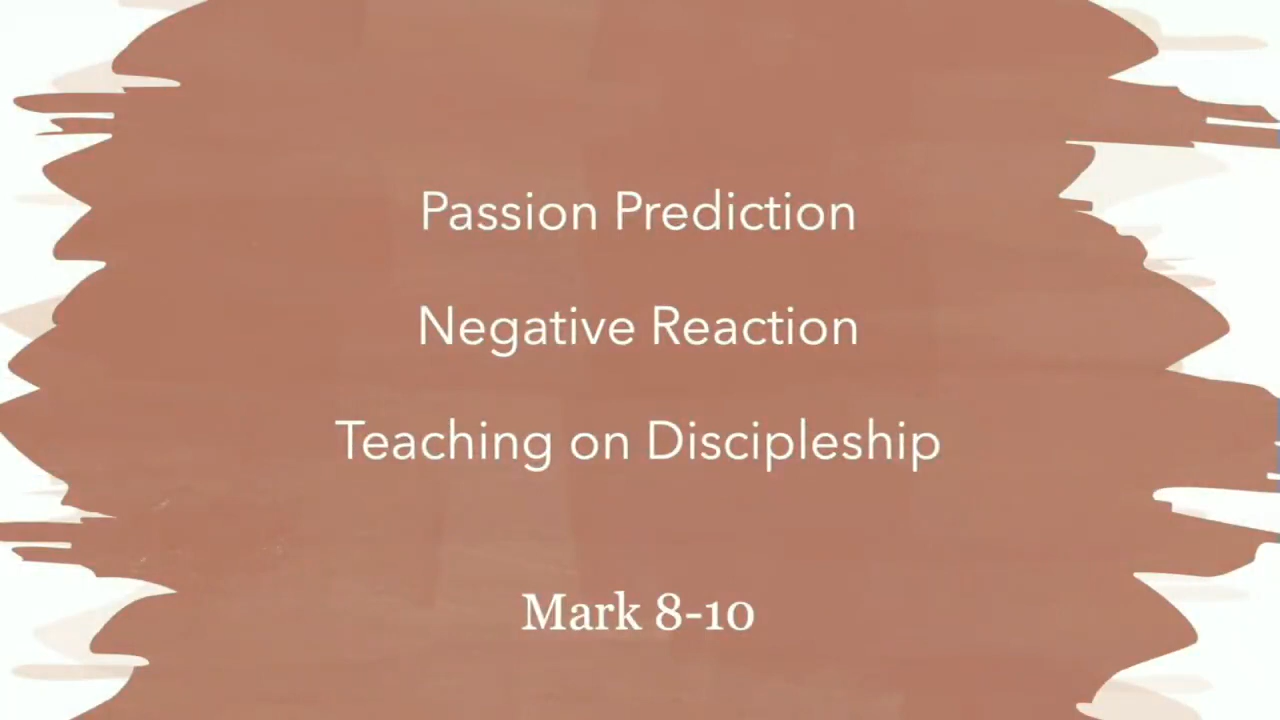 Passion Prediction
Negative Reaction
Teaching on Discipleship
Mark 8-10